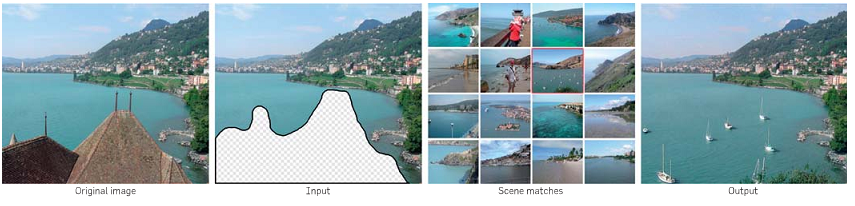 Original image
Input
Scene matches
Output